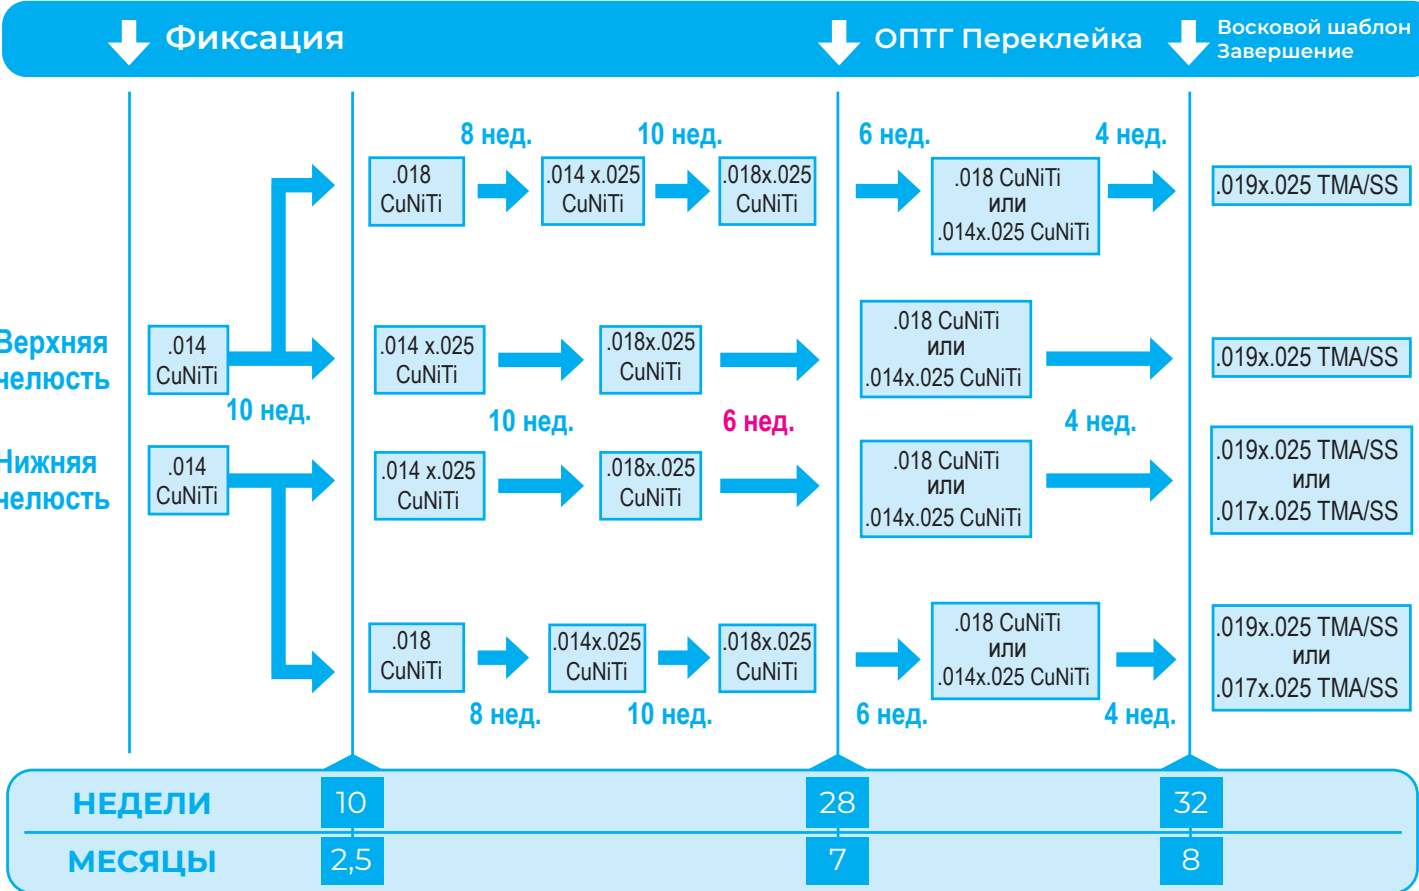 Фиксация
ОПТГ Переклейка
Восковой шаблон
Завершение
8 нед.
10 нед.
6 нед.
4 нед.
.018
CuNiTi
.014 x.025
CuNiTi
.018x.025
CuNiTi
.018 CuNiTi
или
.014x.025 CuNiTi
.019x.025 TMA/SS
Верхняя
челюсть
.014
CuNiTi
.014 x.025
CuNiTi
.018x.025
CuNiTi
.018 CuNiTi
или
.014x.025 CuNiTi
.019x.025 TMA/SS
10 нед.
10 нед.
6 нед.
4 нед.
Нижняя
челюсть
.014
CuNiTi
.014 x.025
CuNiTi
.018x.025
CuNiTi
.018 CuNiTi
или
.014x.025 CuNiTi
.019x.025 TMA/SS
или
.017x.025 TMA/SS
.018
CuNiTi
.014x.025
CuNiTi
.018x.025
CuNiTi
.018 CuNiTi
или
.014x.025 CuNiTi
.019x.025 TMA/SS
или
.017x.025 TMA/SS
8 нед.
10 нед.
6 нед.
4 нед.
НЕДЕЛИ 10 28 32
МЕСЯЦЫ 2,5 7 8